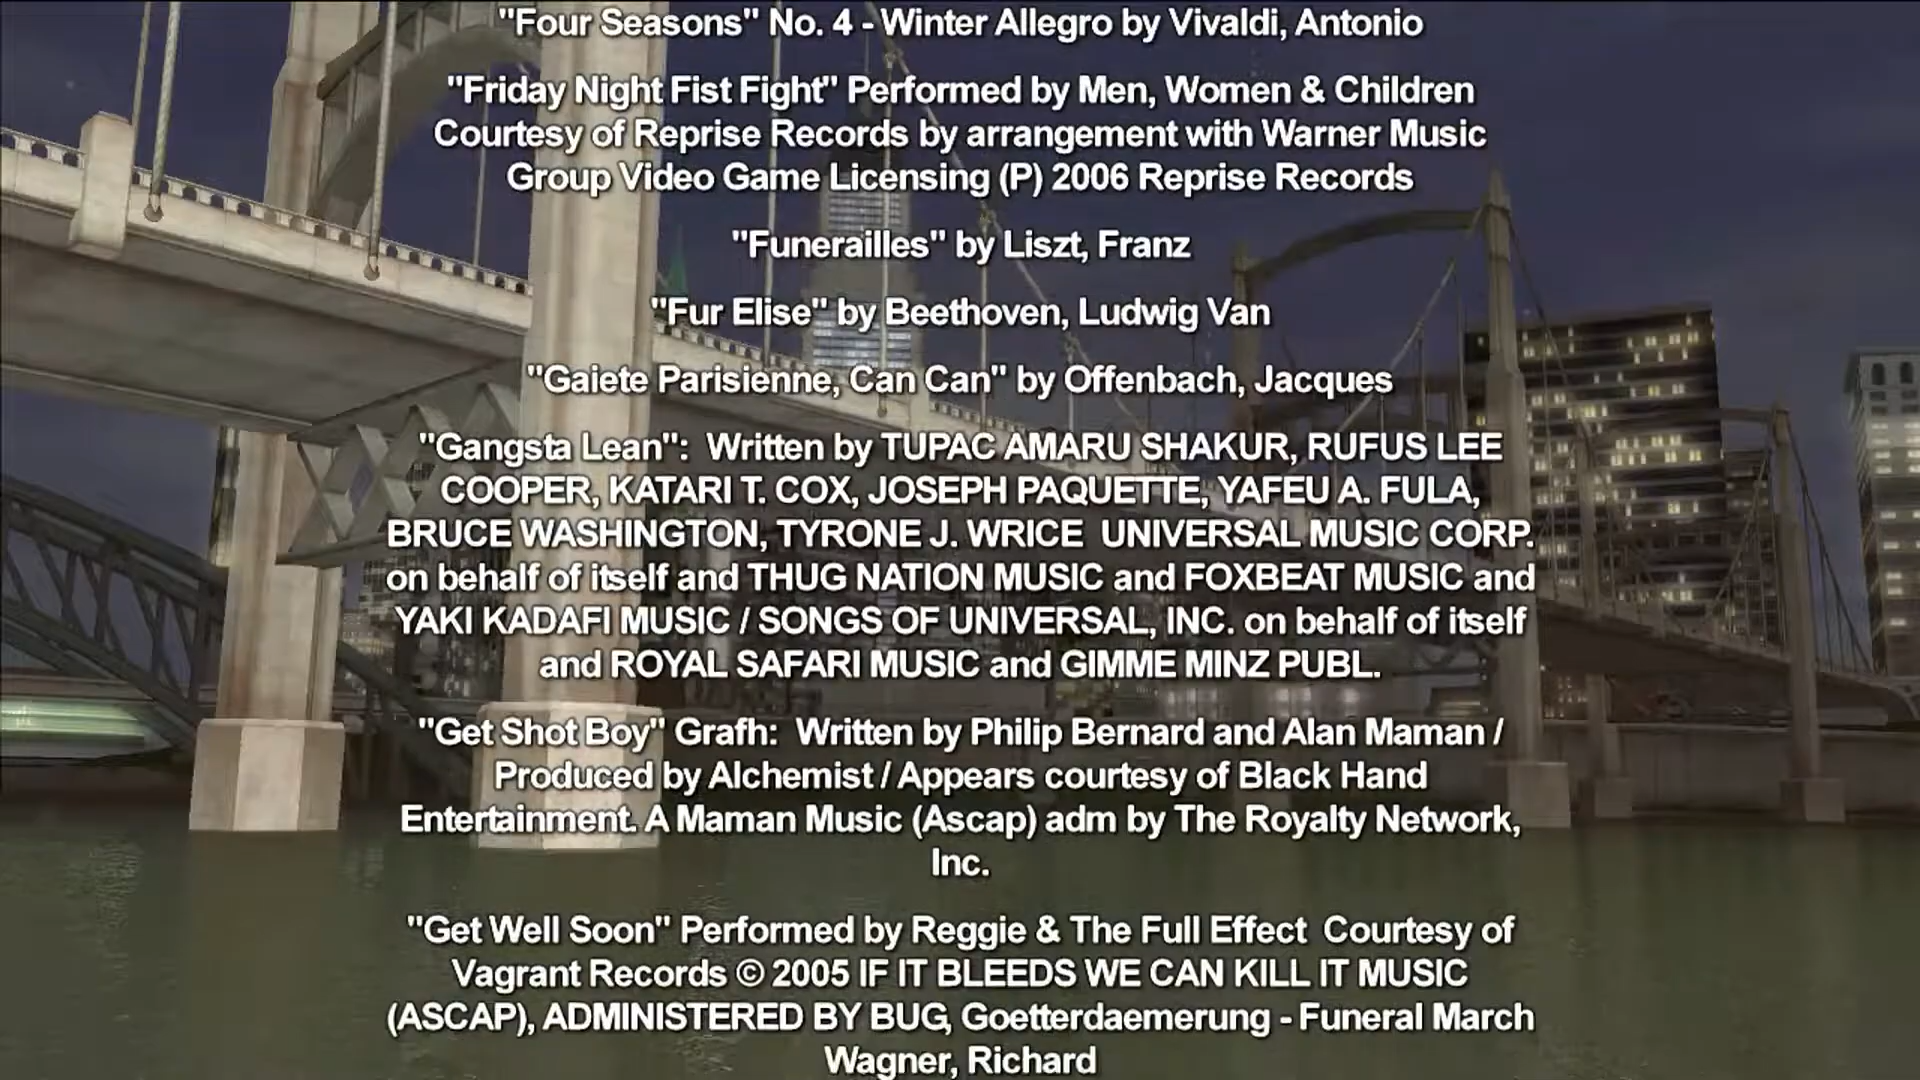 "Four Seasons" No. 4 - Winter Allegro by Vivaldi, Antonio
"Friday Night Fist Fight" Performed by Men, Women & Children
Courtesy of Reprise Records by arrangement with Warner Music
Group Video Game Licensing (P) 2006 Reprise Records
"Funerailles" by Liszt, Franz
"Fur Elise" by Beethoven, Ludwig Van
"Gaiete Parisienne, Can Can" by Offenbach, Jacques
"Gangsta Lean":  Written by TUPAC AMARU SHAKUR, RUFUS LEE
COOPER, KATARI T. COX, JOSEPH PAQUETTE, YAFEU A. FULA,
BRUCE WASHINGTON, TYRONE J. WRICE  UNIVERSAL MUSIC CORP.
on behalf of itself and THUG NATION MUSIC and FOXBEAT MUSIC and
YAKI KADAFI MUSIC / SONGS OF UNIVERSAL, INC. on behalf of itself
and ROYAL SAFARI MUSIC and GIMME MINZ PUBL.
"Get Shot Boy" Grafh:  Written by Philip Bernard and Alan Maman /
Produced by Alchemist / Appears courtesy of Black Hand
Entertainment. A Maman Music (Ascap) adm by The Royalty Network,
Inc.
"Get Well Soon" Performed by Reggie & The Full Effect  Courtesy of
Vagrant Records © 2005 IF IT BLEEDS WE CAN KILL IT MUSIC
(ASCAP), ADMINISTERED BY BUG, Goetterdaemerung - Funeral March
Wagner, Richard